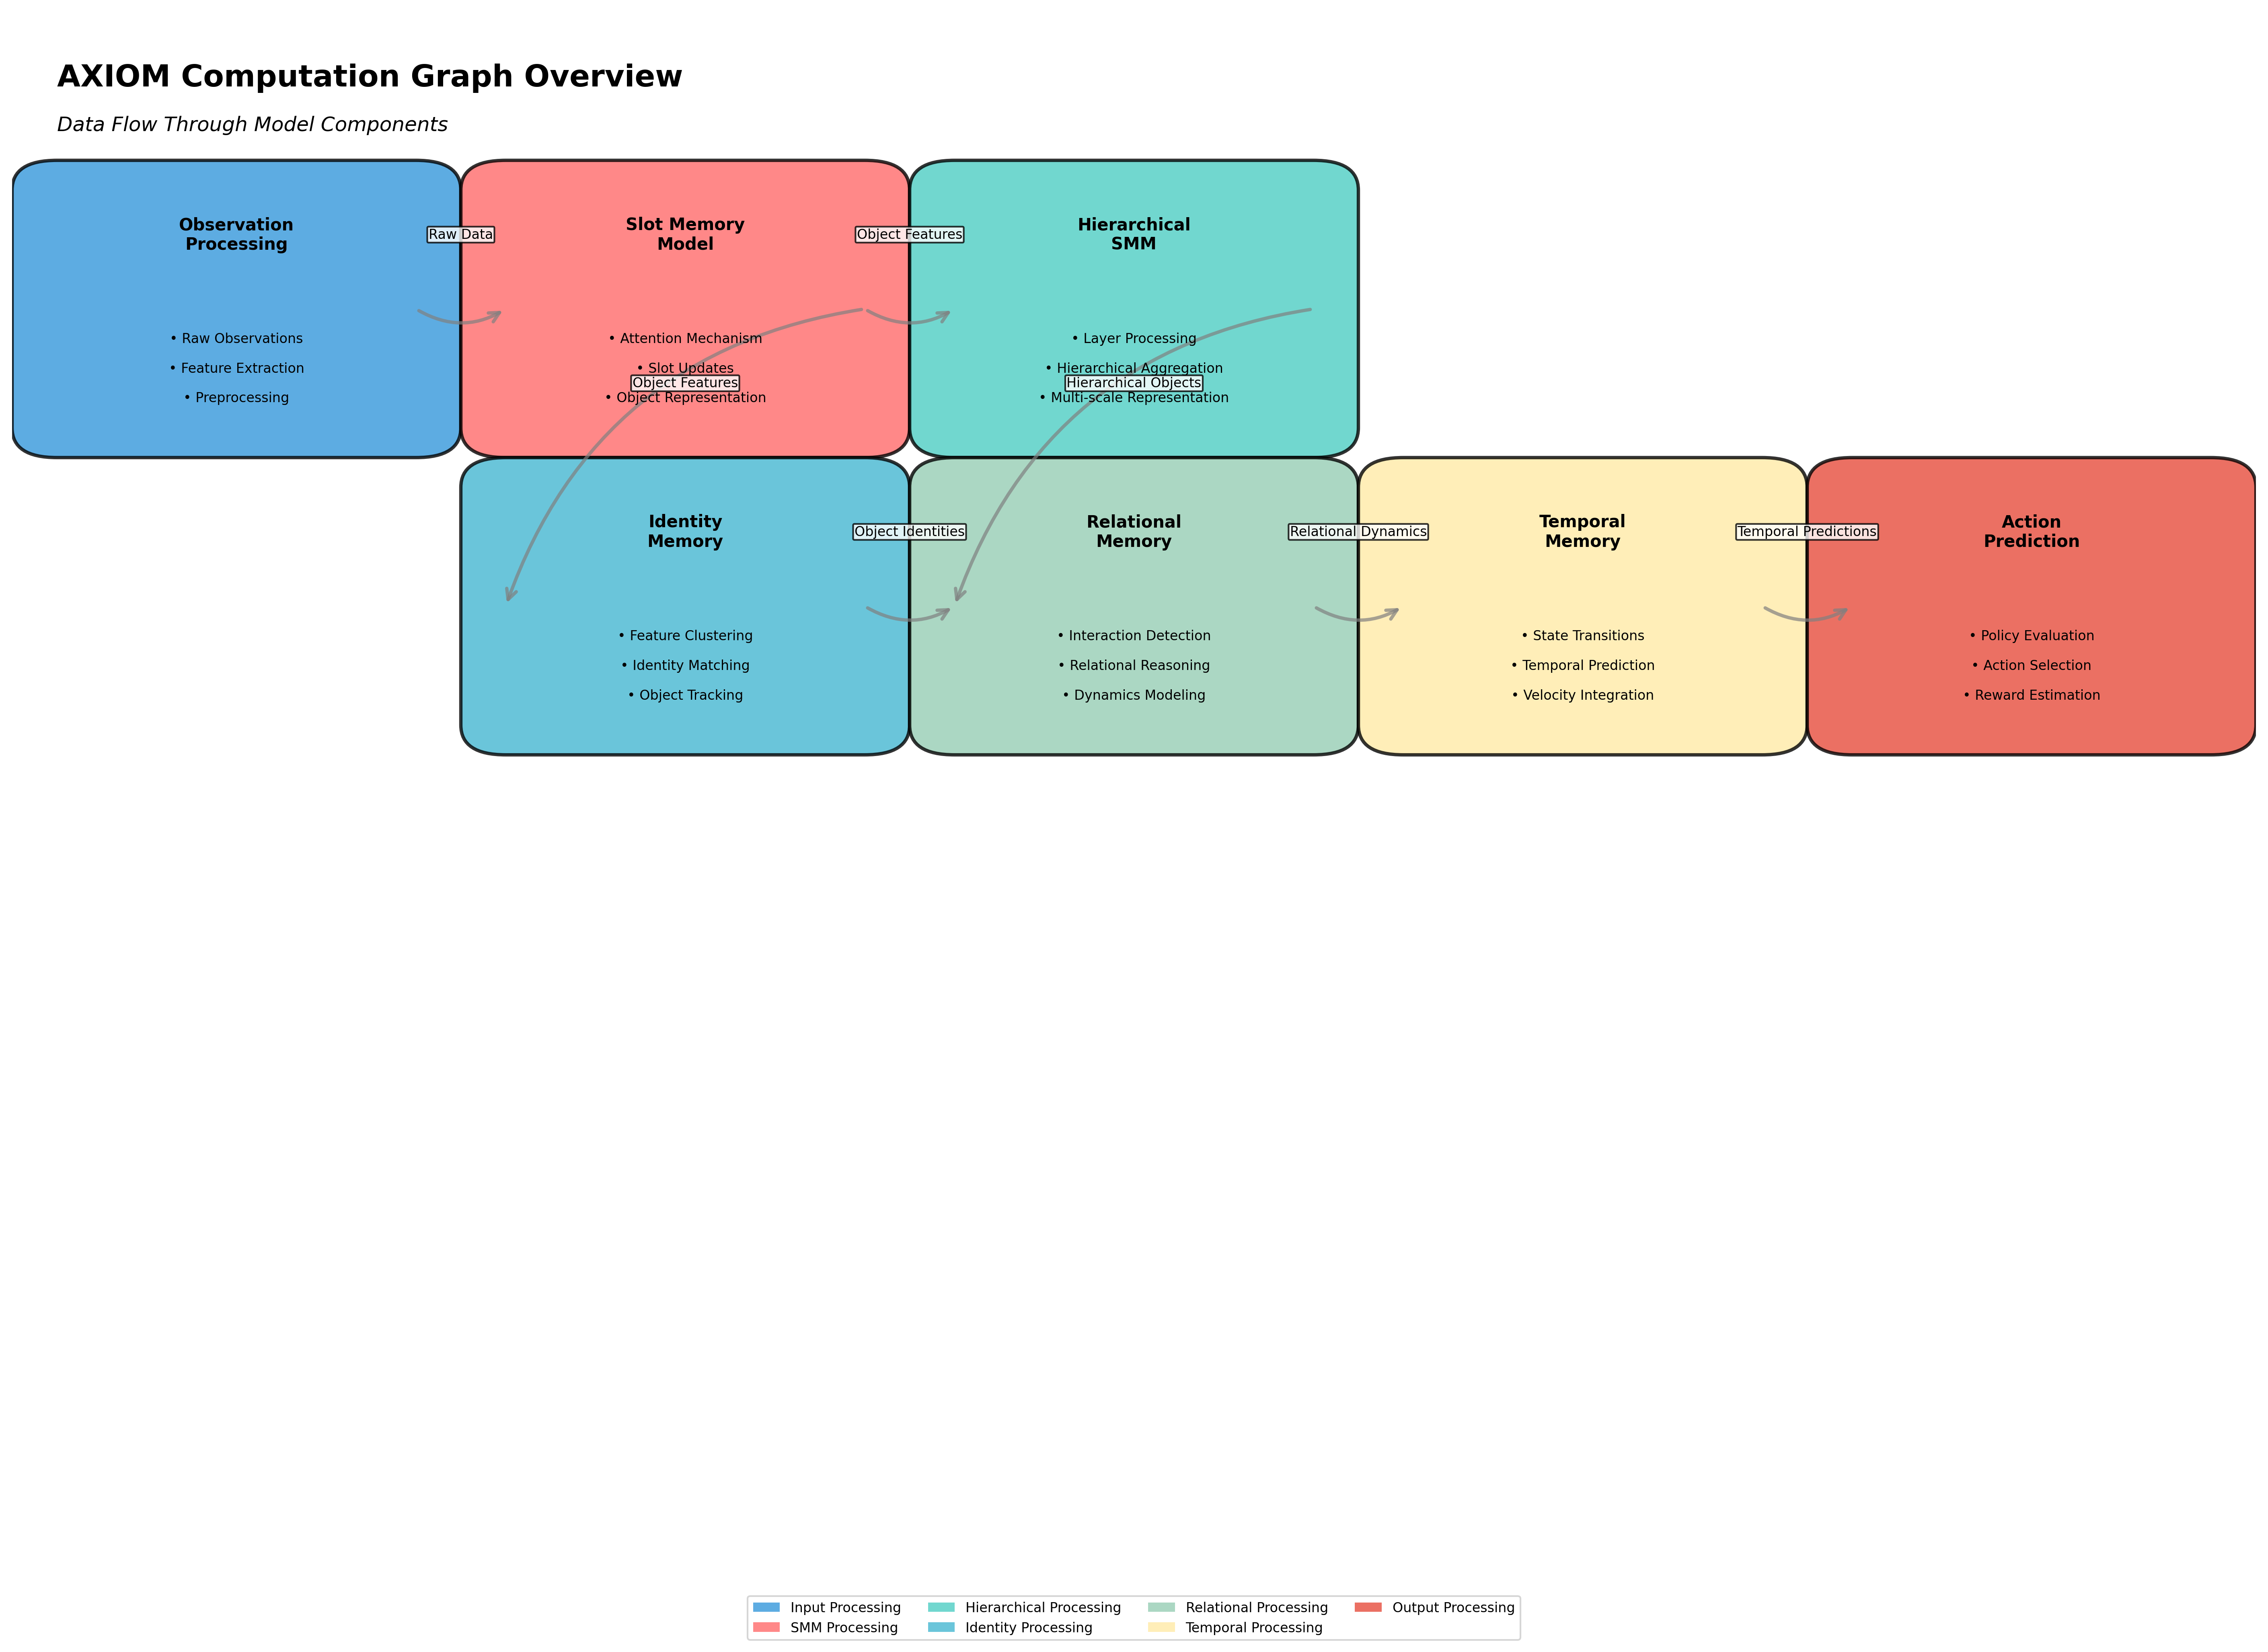 AXIOM Computation Graph Overview
Data Flow Through Model Components
Observation
Processing
• Raw Observations
• Feature Extraction
• Preprocessing
Raw Data
Slot Memory
Model
• Attention Mechanism
• Slot Updates
Object Features
• Object Representation
Object Features
Hierarchical
SMM
• Layer Processing
• Hierarchical Aggregation
Hierarchical Objects
• Multi-scale Representation
Identity
Memory
• Feature Clustering
• Identity Matching
• Object Tracking
Object Identities
Relational
Memory
• Interaction Detection
• Relational Reasoning
• Dynamics Modeling
Relational Dynamics
Temporal
Memory
• State Transitions
• Temporal Prediction
• Velocity Integration
Temporal Predictions
Action
Prediction
• Policy Evaluation
• Action Selection
• Reward Estimation
Input Processing
SMM Processing
Hierarchical Processing
Identity Processing
Relational Processing
Temporal Processing
Output Processing